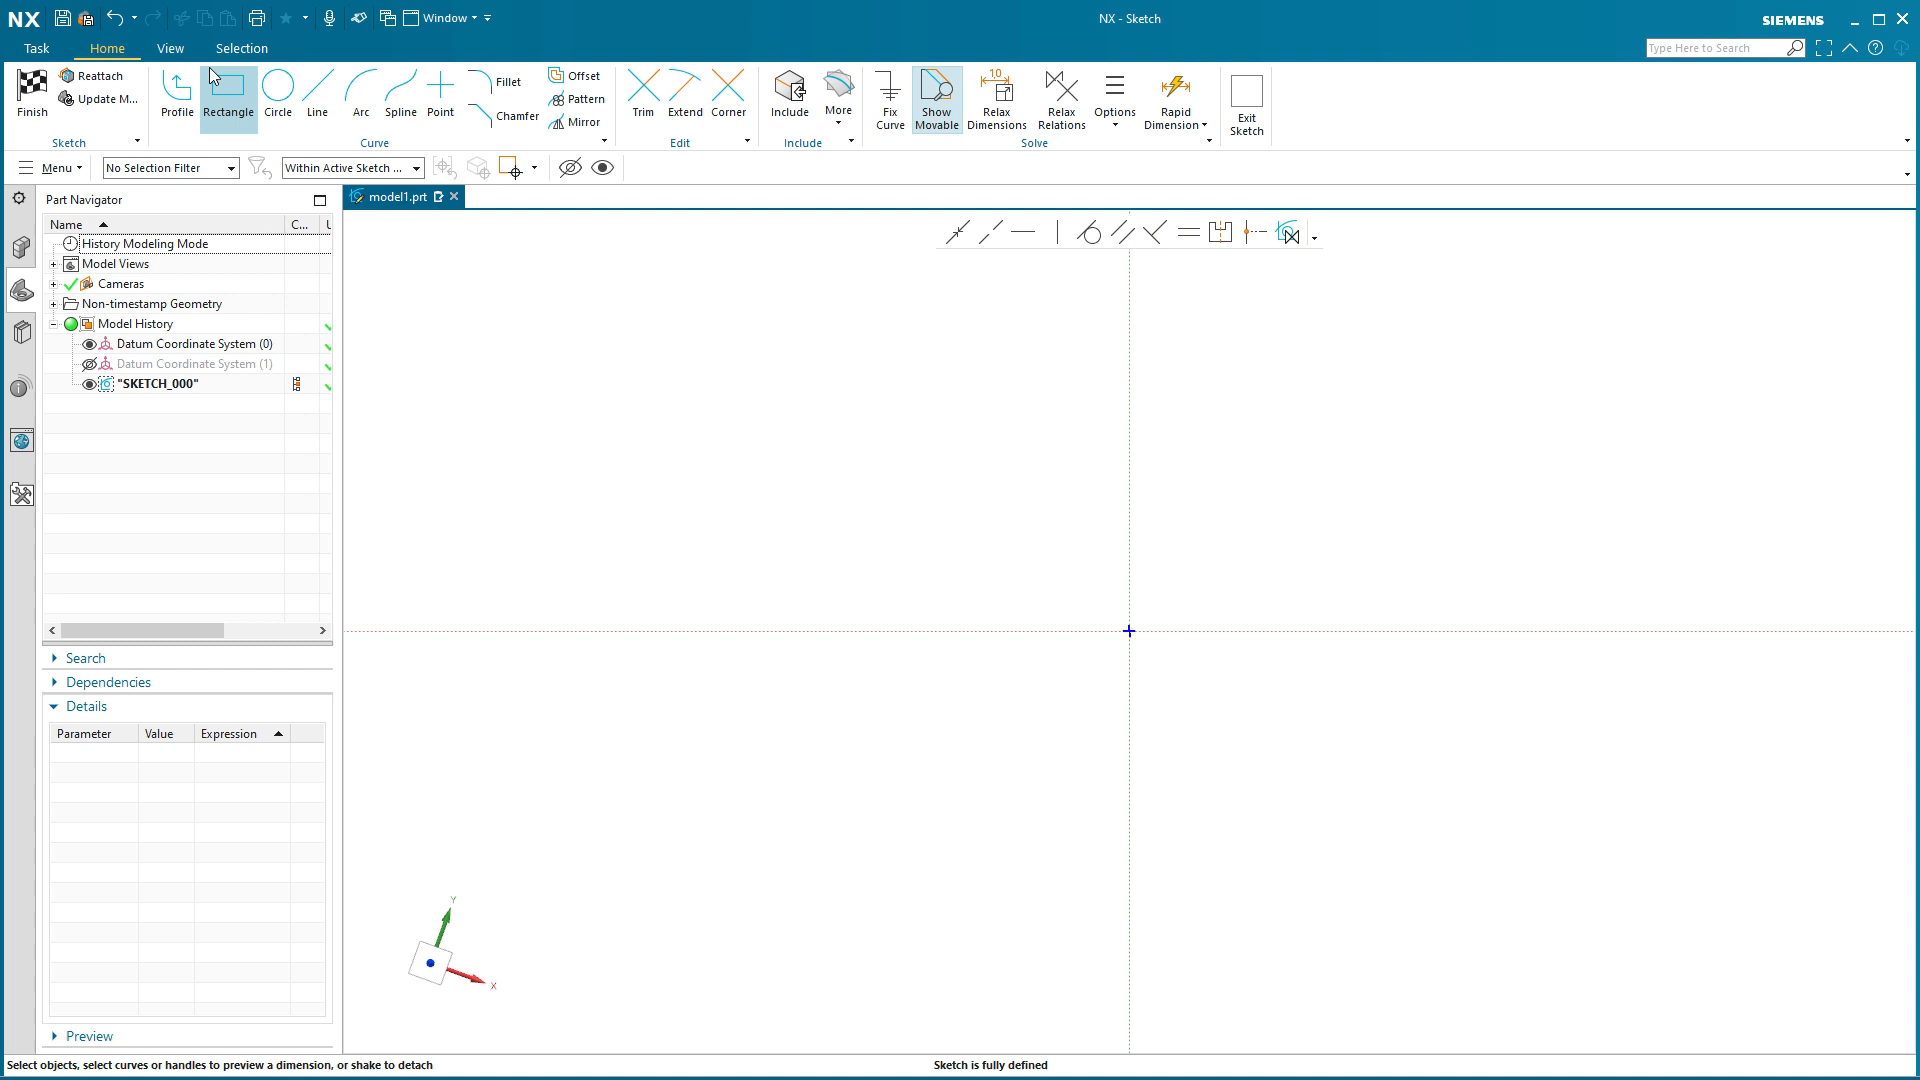 NX
Window
NX - Sketch
SIEMENS
Task
Home
View
Selection
Type Here to Search
Finish
Reattach
Update M...
Sketch
Profile
Rectangle
Circle
Line
Arc
Spline
Point
Fillet
Chamfer
Offset
Pattern
Mirror
Curve
Trim
Extend
Corner
Edit
Include
More
Include
Fix
Curve
Show
Movable
1,0
Relax
Dimensions
Relax
Relations
Options
Rapid
Dimension
Solve
Exit
Sketch
Menu
No Selection Filter
Within Active Sketch ...
Part Navigator
model1.prt
Name
C...
History Modeling Mode
Model Views
Cameras
Non-timestamp Geometry
Model History
Datum Coordinate System (0)
Datum Coordinate System (1)
"SKETCH_000"
Search
Dependencies
Details
Parameter
Value
Expression
Preview
Y
X
Select objects, select curves or handles to preview a dimension, or shake to detach
Sketch is fully defined